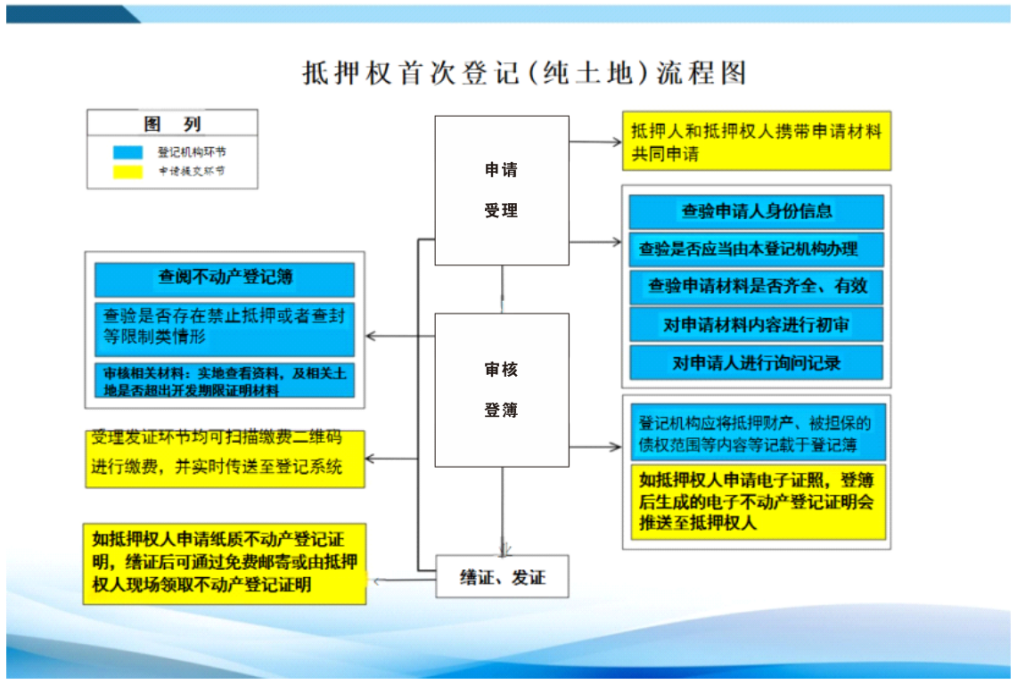 抵押权首次登记(纯土地)流程图
图 列
登记机构环节
申请提交环节
申请
受理
抵押人和抵押权人携带申请材料
共同申请
查验申请人身份信息
查验是否应当由本登记机构办理
查验申请材料是否齐全、有效
对申请材料内容进行初审
对申请人进行询问记录
查阅不动产登记簿
查验是否存在禁止抵押或者查封
等限制类情形
审核相关材料：实地查看资料，及相关土
地是否超出开发期限证明材料
审核
登簿
登记机构应将抵押财产、被担保的
债权范围等内容等记载于登记簿
如抵押权人申请电子证照，登簿
后生成的电子不动产登记证明会
推送至抵押权人
受理发证环节均可扫描缴费二维码
进行缴费，并实时传送至登记系统
如抵押权人申请纸质不动产登记证
明，缮证后可通过免费邮寄或由抵押
权人现场领取不动产登记证明
缮证、发证